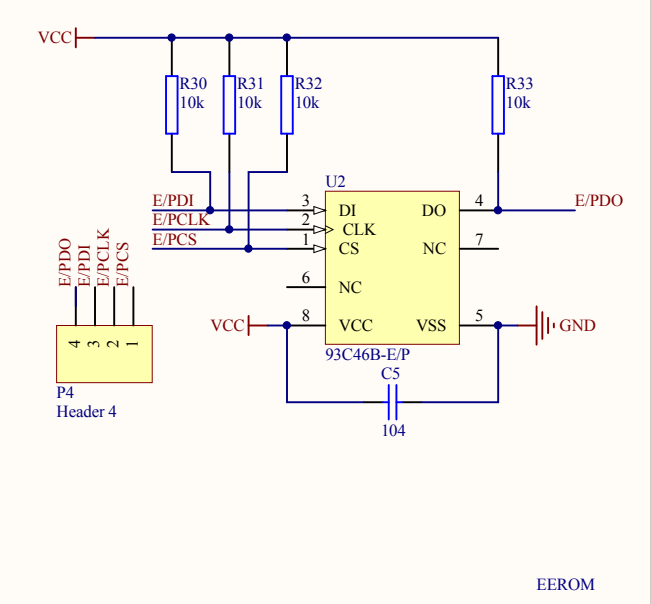 VCC
R30
10k
R31
10k
R32
10k
R33
10k
U2
E/PDI
3
DI
DO
4
E/PDO
E/PCLK
2
CLK
E/PCS
1
CS
NC
7
6
NC
VCC
8
VCC
VSS
5
GND
93C46B-E/P
C5
104
E/PDO
E/PDI
E/PCLK
E/PCS
4
3
2
1
P4
Header 4
EEROM